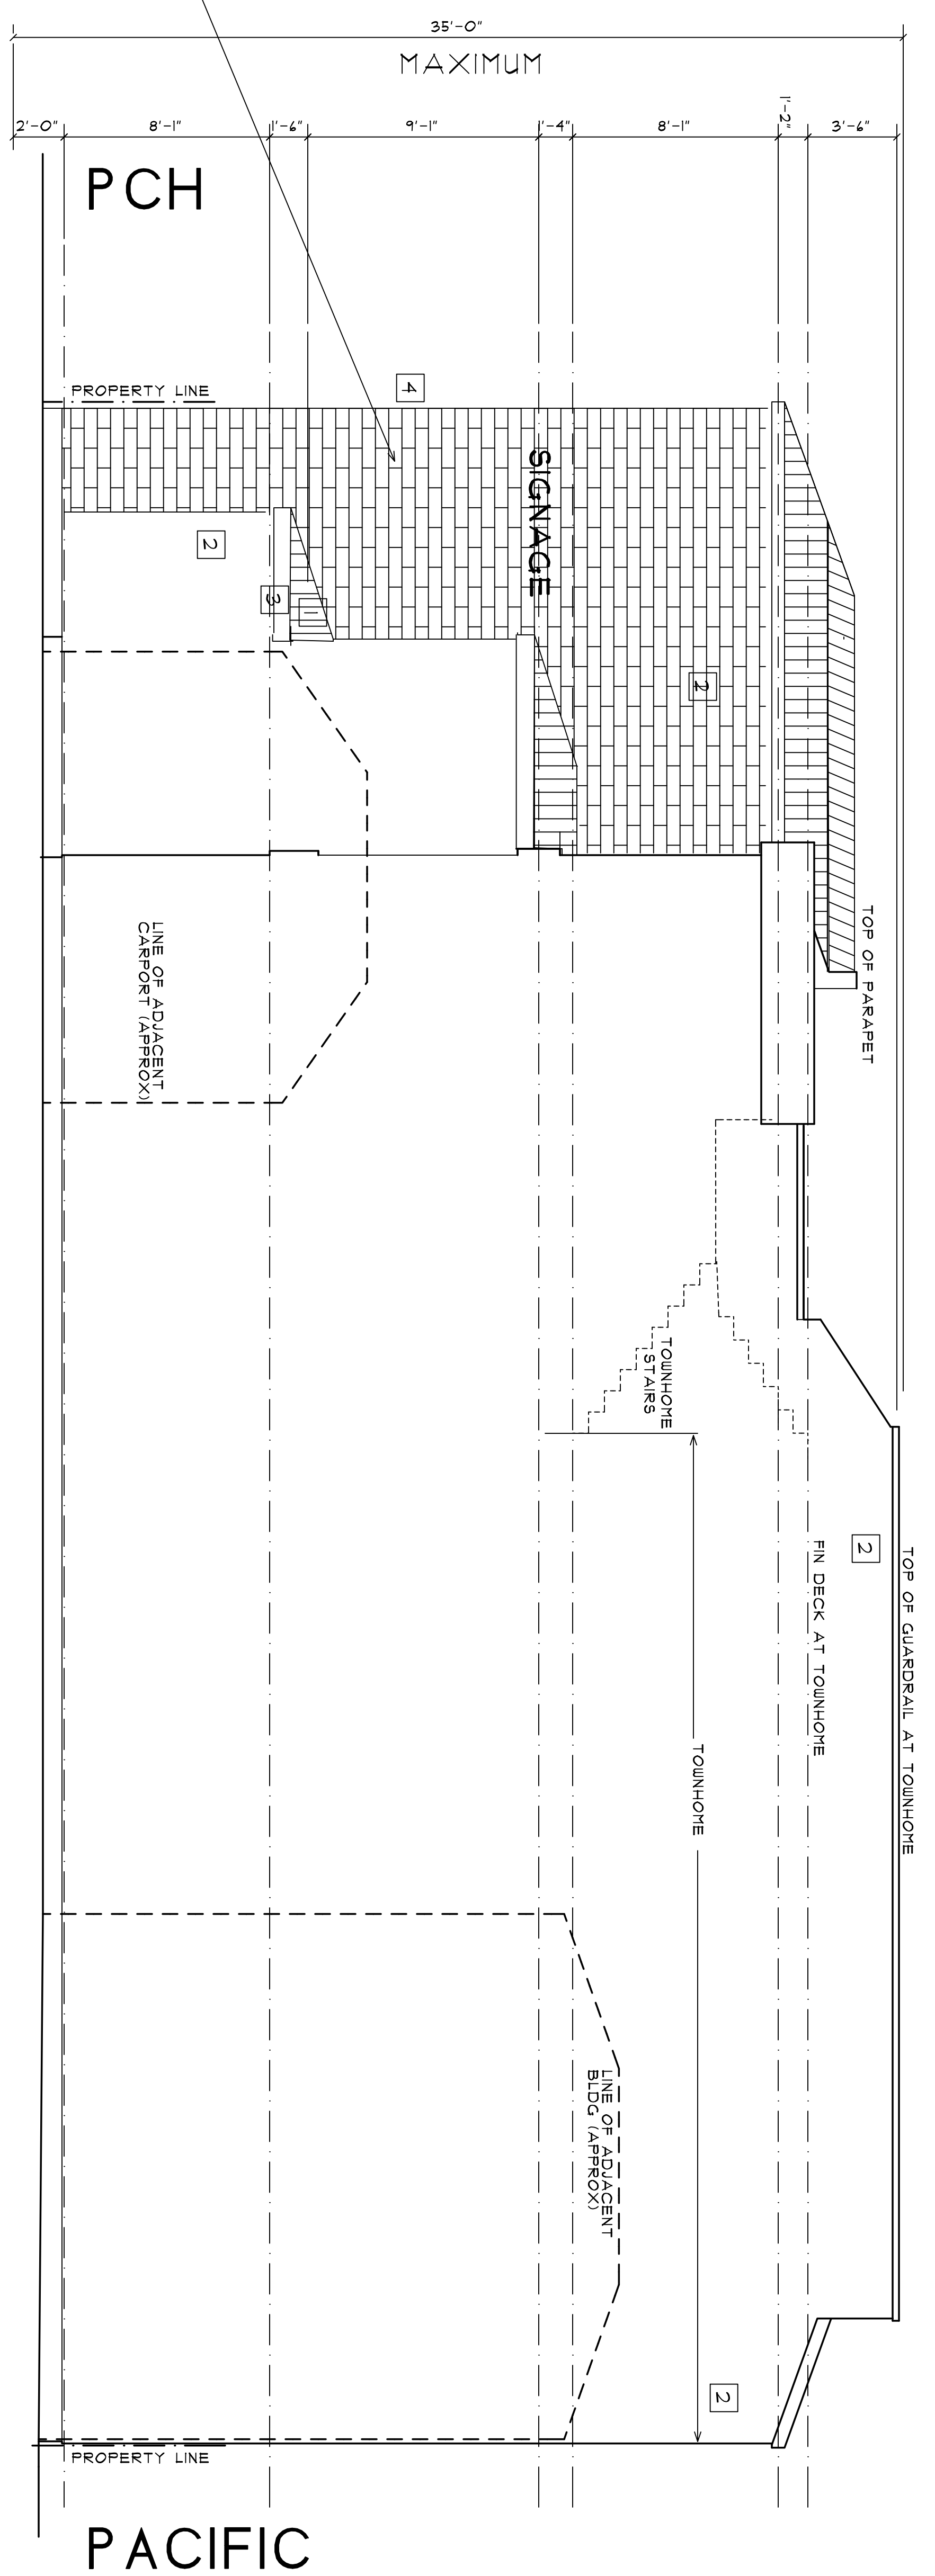 35'-0"
MAXIMUM
2'-0"
8'-1"
1'-6"
9'-1"
1'-4"
8'-1"
1'-2"
3'-6"
PCH
PROPERTY LINE
4
SIGNAGE
2
3
1
2
TOP OF PARAPET
LINE OF ADJACENT
CARPORT (APPROX)
TOWNHOME
STAIRS
2
FIN DECK AT TOWNHOME
TOP OF GUARDRAIL AT TOWNHOME
TOWNHOME
LINE OF ADJACENT
BLDG (APPROX)
2
PROPERTY LINE
PACIFIC